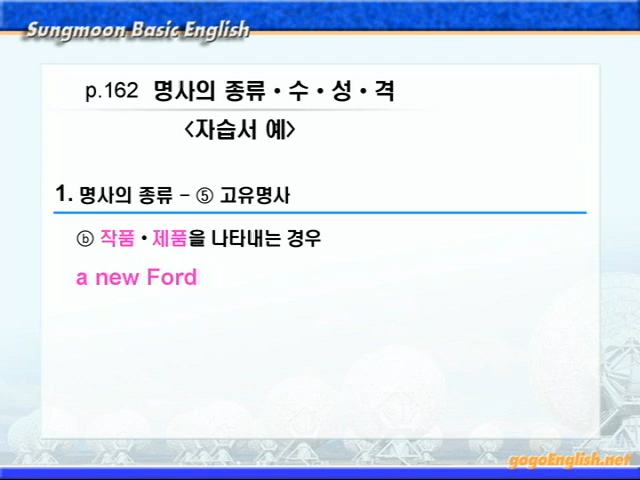 Sungmoon Basic English
p.162 명사의 종류 • 수 • 성 • 격
<자습서 예>
1. 명사의 종류 – ⑤ 고유명사
ⓑ 작품 • 제품을 나타내는 경우
a new Ford
gogoEnglish.net